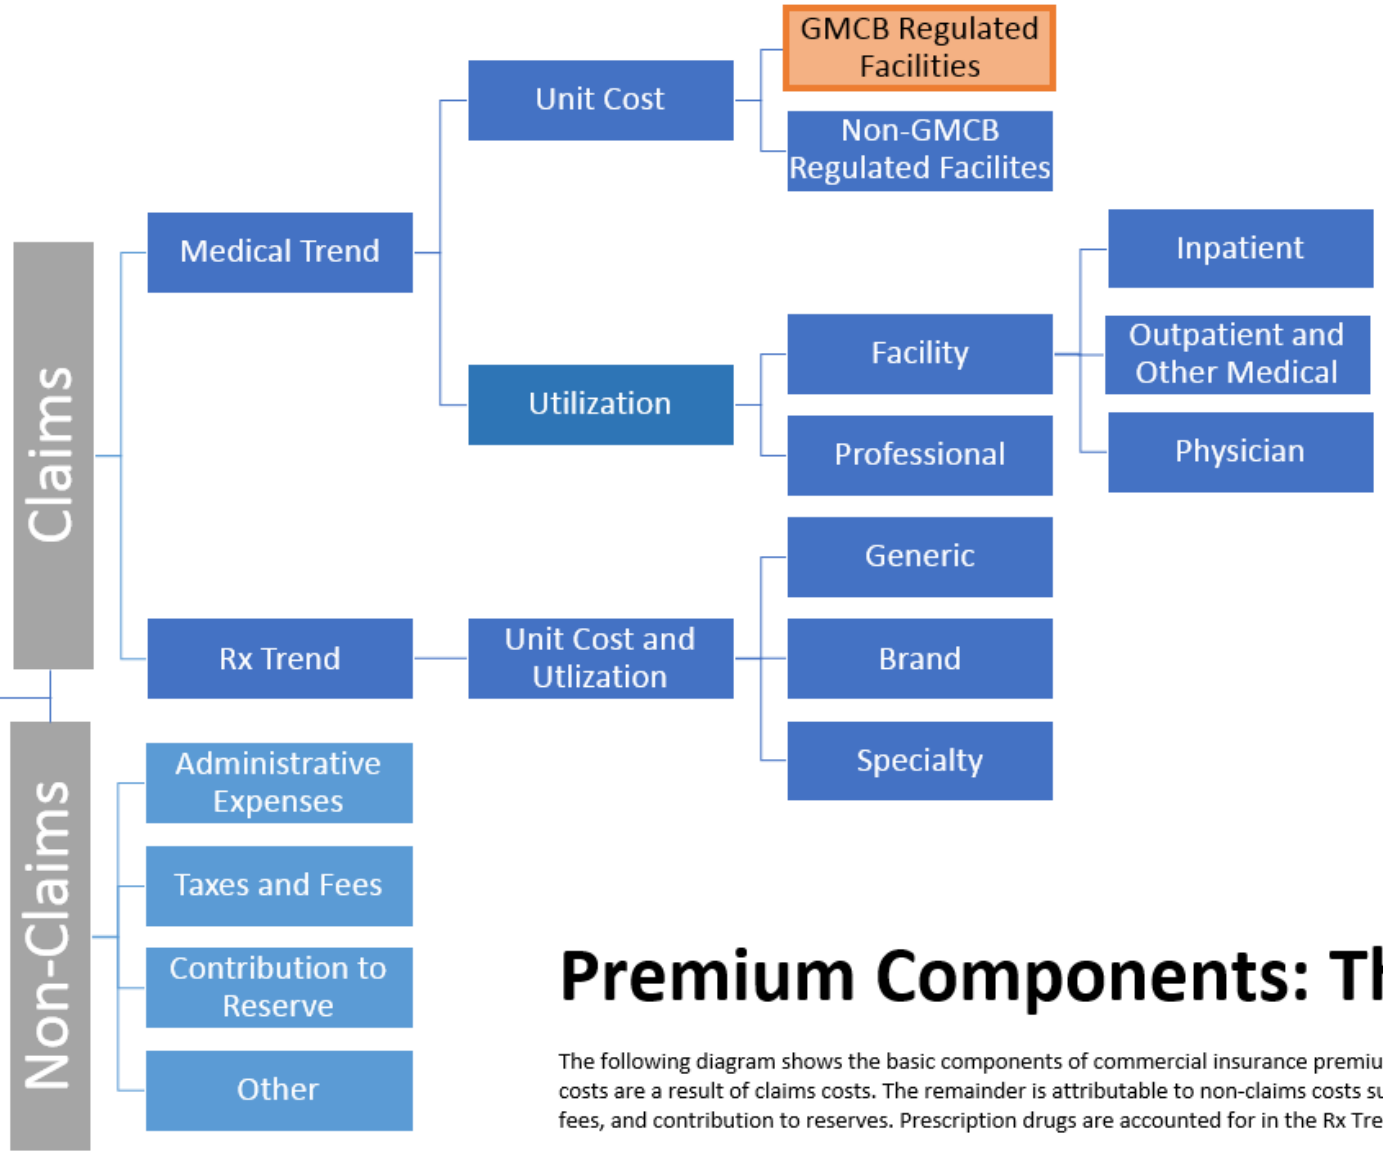 GMCB Regulated
Facilities
Unit Cost
Non-GMCB
Regulated Facilites
Medical Trend
Inpatient
Facility
Outpatient and
Other Medical
Utilization
Professional
Physician
Claims
Generic
Rx Trend
Unit Cost and
Utlization
Brand
Specialty
Non-Claims
Administrative
Expenses
Taxes and Fees
Contribution to
Reserve
Other
Premium Components:
The following diagram shows the basic components of commercial insurance
costs are a result of claims costs. The remainder is attributable to non-claims costs
fees, and contribution to reserves. Prescription drugs are accounted for in the Rx